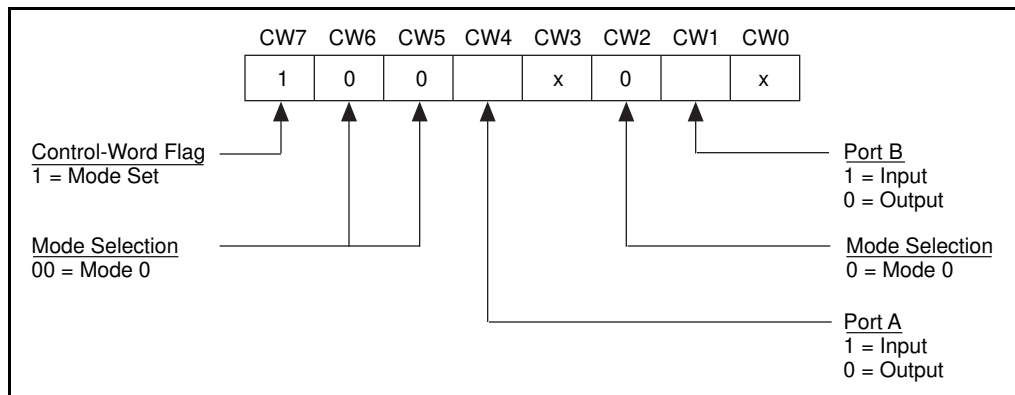 CW7 CW6 CW5 CW4 CW3 CW2 CW1 CW0
1 0 0 x 0 x
Control-Word Flag
1 = Mode Set
Mode Selection
00 = Mode 0
Port B
1 = Input
0 = Output
Mode Selection
0 = Mode 0
Port A
1 = Input
0 = Output